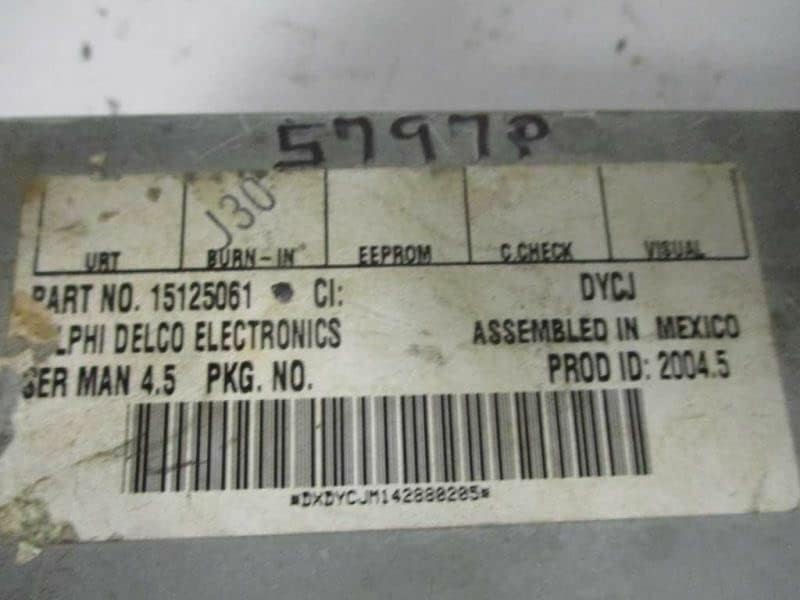 5797P
J30
URT BURN-IN EEPROM C.CHECK VISUAL
PART NO. 15125061 CI: DYCJ
LPHI DELCO ELECTRONICS ASSEMBLED IN MEXICO
SER MAN 4.5 PKG. NO. PROD ID: 2004.5
*DXDYCJM142880205*